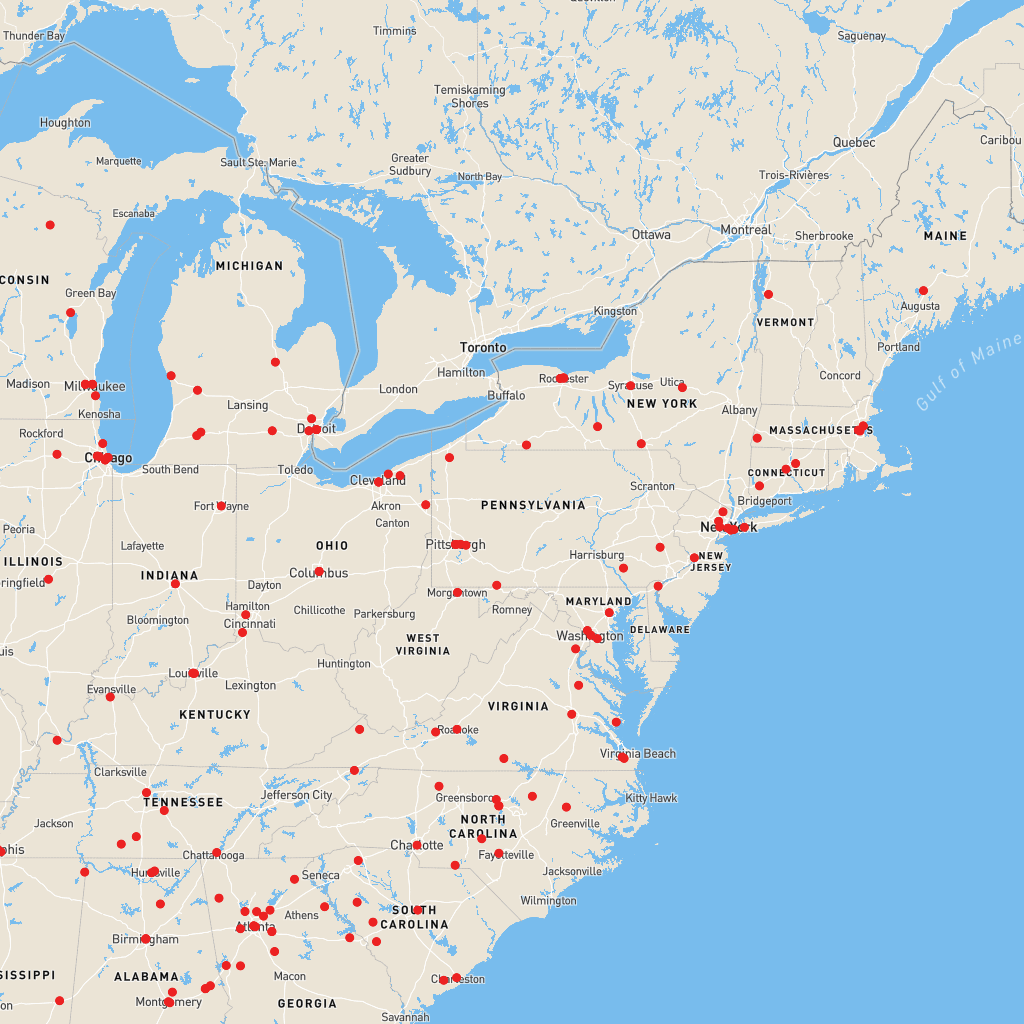 Thunder Bay
Timmins
Saguenay
Temiskaming
Shores
Houghton
Quebec
Caribou
Marquette
Sault Ste. Marie
Greater
Sudbury
North Bay
Trois-Rivières
Escanaba
Ottawa
Montreal
Sherbrooke
MAINE
MICHIGAN
CONSIN
Green Bay
Kingston
Augusta
VERMONT
Gulf of Maine
Toronto
Portland
Hamilton
Concord
Madison
Milwaukee
London
Buffalo
Rochester
Syracuse
Utica
NEW YORK
Lansing
Kenosha
Albany
Rockford
Detroit
MASSACHUSETTS
Chicago
South Bend
Toledo
Cleveland
CONNECTICUT
Scranton
Bridgeport
Fort Wayne
Akron
PENNSYLVANIA
Canton
New York
Peoria
Lafayette
OHIO
Pittsburgh
Harrisburg
NEW
JERSEY
ILLINOIS
INDIANA
Columbus
ringfield
Dayton
Morgantown
MARYLAND
Hamilton
Chillicothe
Parkersburg
Romney
Bloomington
Cincinnati
WEST
VIRGINIA
Washington
DELAWARE
uis
Huntington
Louisville
Lexington
Evansville
KENTUCKY
VIRGINIA
Roanoke
Virginia Beach
Clarksville
TENNESSEE
Jefferson City
Greensboro
Kitty Hawk
Jackson
NORTH
CAROLINA
Greenville
phis
Chattanooga
Charlotte
Fayetteville
Huntsville
Seneca
Jacksonville
Wilmington
Athens
SOUTH
CAROLINA
Atlanta
Birmingham
SISSIPPI
ALABAMA
Macon
Charleston
on
Montgomery
GEORGIA
Savannah